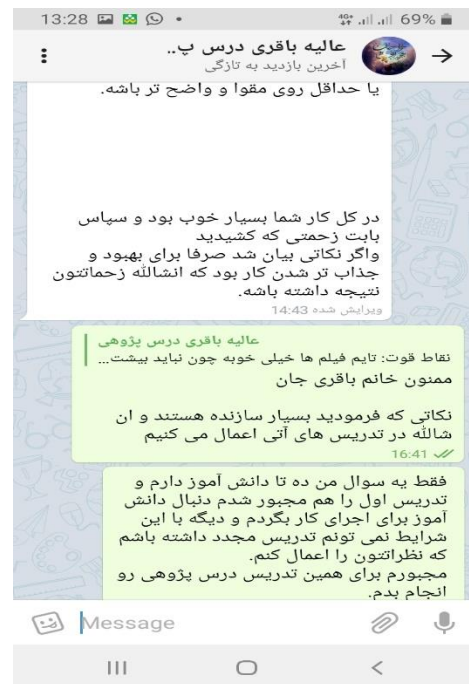 13:28
4G+ 69%
عالیه باقری درس پ..
آخرین بازدید به تازگی
یا حداقل روی مقوا و واضح تر باشه.
در کل کار شما بسیار خوب بود و سپاس
بابت زحمتی که کشیدید
واگر نکاتی بیان شد صرفا برای بهبود و
جذاب تر شدن کار بود که انشالله زحماتتون
نتیجه داشته باشه.
ویرایش شده 14:43
عالیه باقری درس پژوهی
نقاط قوت: تایم فیلم ها خیلی خوبه چون نباید بیشت...
ممنون خانم باقری جان
نکاتی که فرمودید بسیار سازنده هستند و ان
شالله در تدریس های آتی اعمال می کنیم
16:41
فقط یه سوال من ده تا دانش آموز دارم و
تدریس اول را هم مجبور شدم دنبال دانش
آموز برای اجرای کار بگردم و دیگه با این
شرایط نمی تونم تدریس مجدد داشته باشم
که نظراتتون را اعمال کنم.
مجبورم برای همین تدریس درس پژوهی رو
انجام بدم.
Message